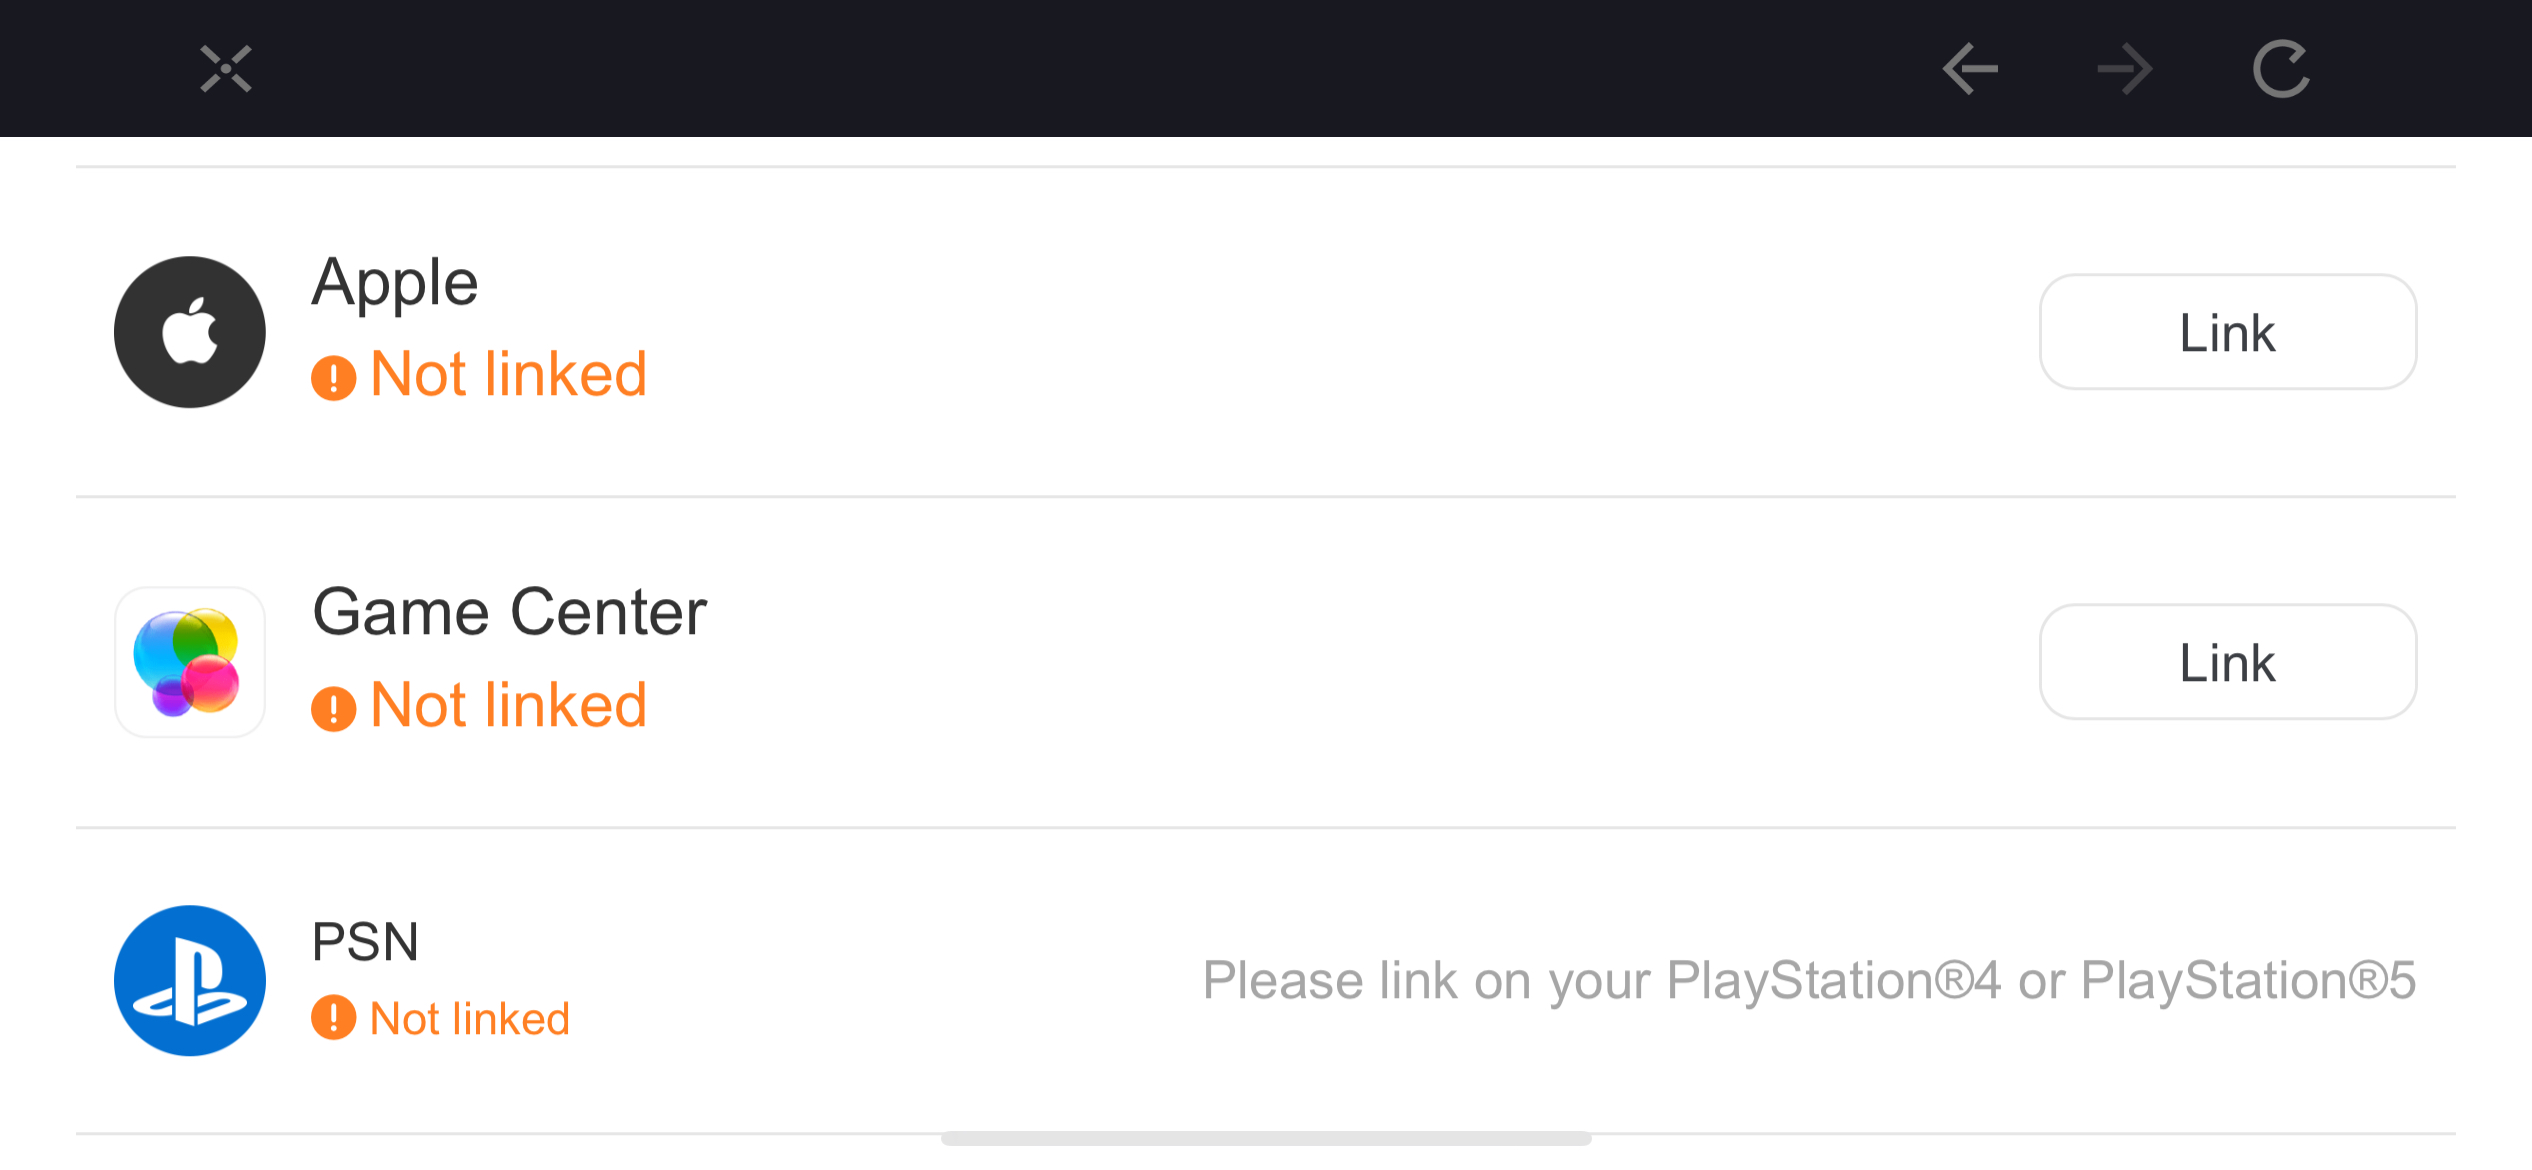 Apple
Not linked
Link
Game Center
Not linked
Link
PSN
Not linked
Please link on your PlayStation®4 or PlayStation®5